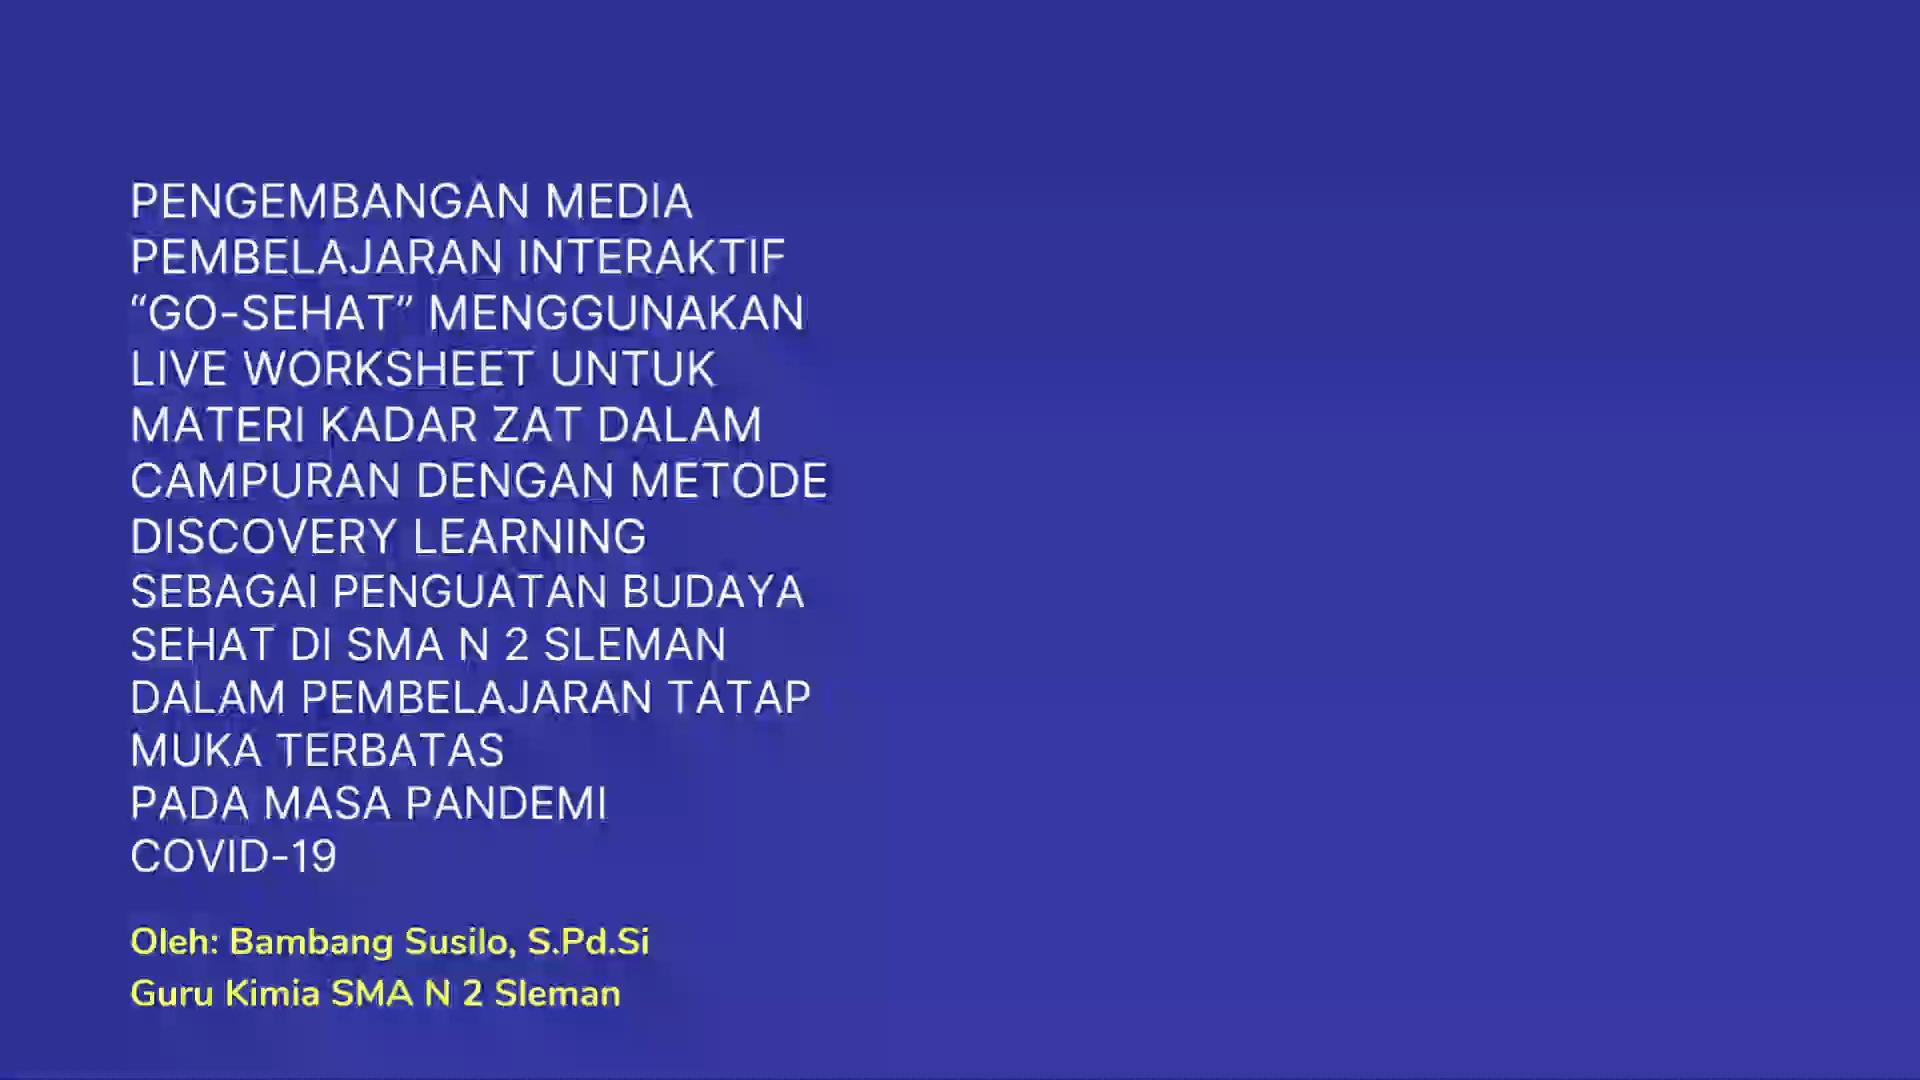 PENGEMBANGAN MEDIA
PEMBELAJARAN INTERAKTIF
“GO-SEHAT” MENGGUNAKAN
LIVE WORKSHEET UNTUK
MATERI KADAR ZAT DALAM
CAMPURAN DENGAN METODE
DISCOVERY LEARNING
SEBAGAI PENGUATAN BUDAYA
SEHAT DI SMA N 2 SLEMAN
DALAM PEMBELAJARAN TATAP
MUKA TERBATAS
PADA MASA PANDEMI
COVID-19
Oleh: Bambang Susilo, S.Pd.Si
Guru Kimia SMA N 2 Sleman